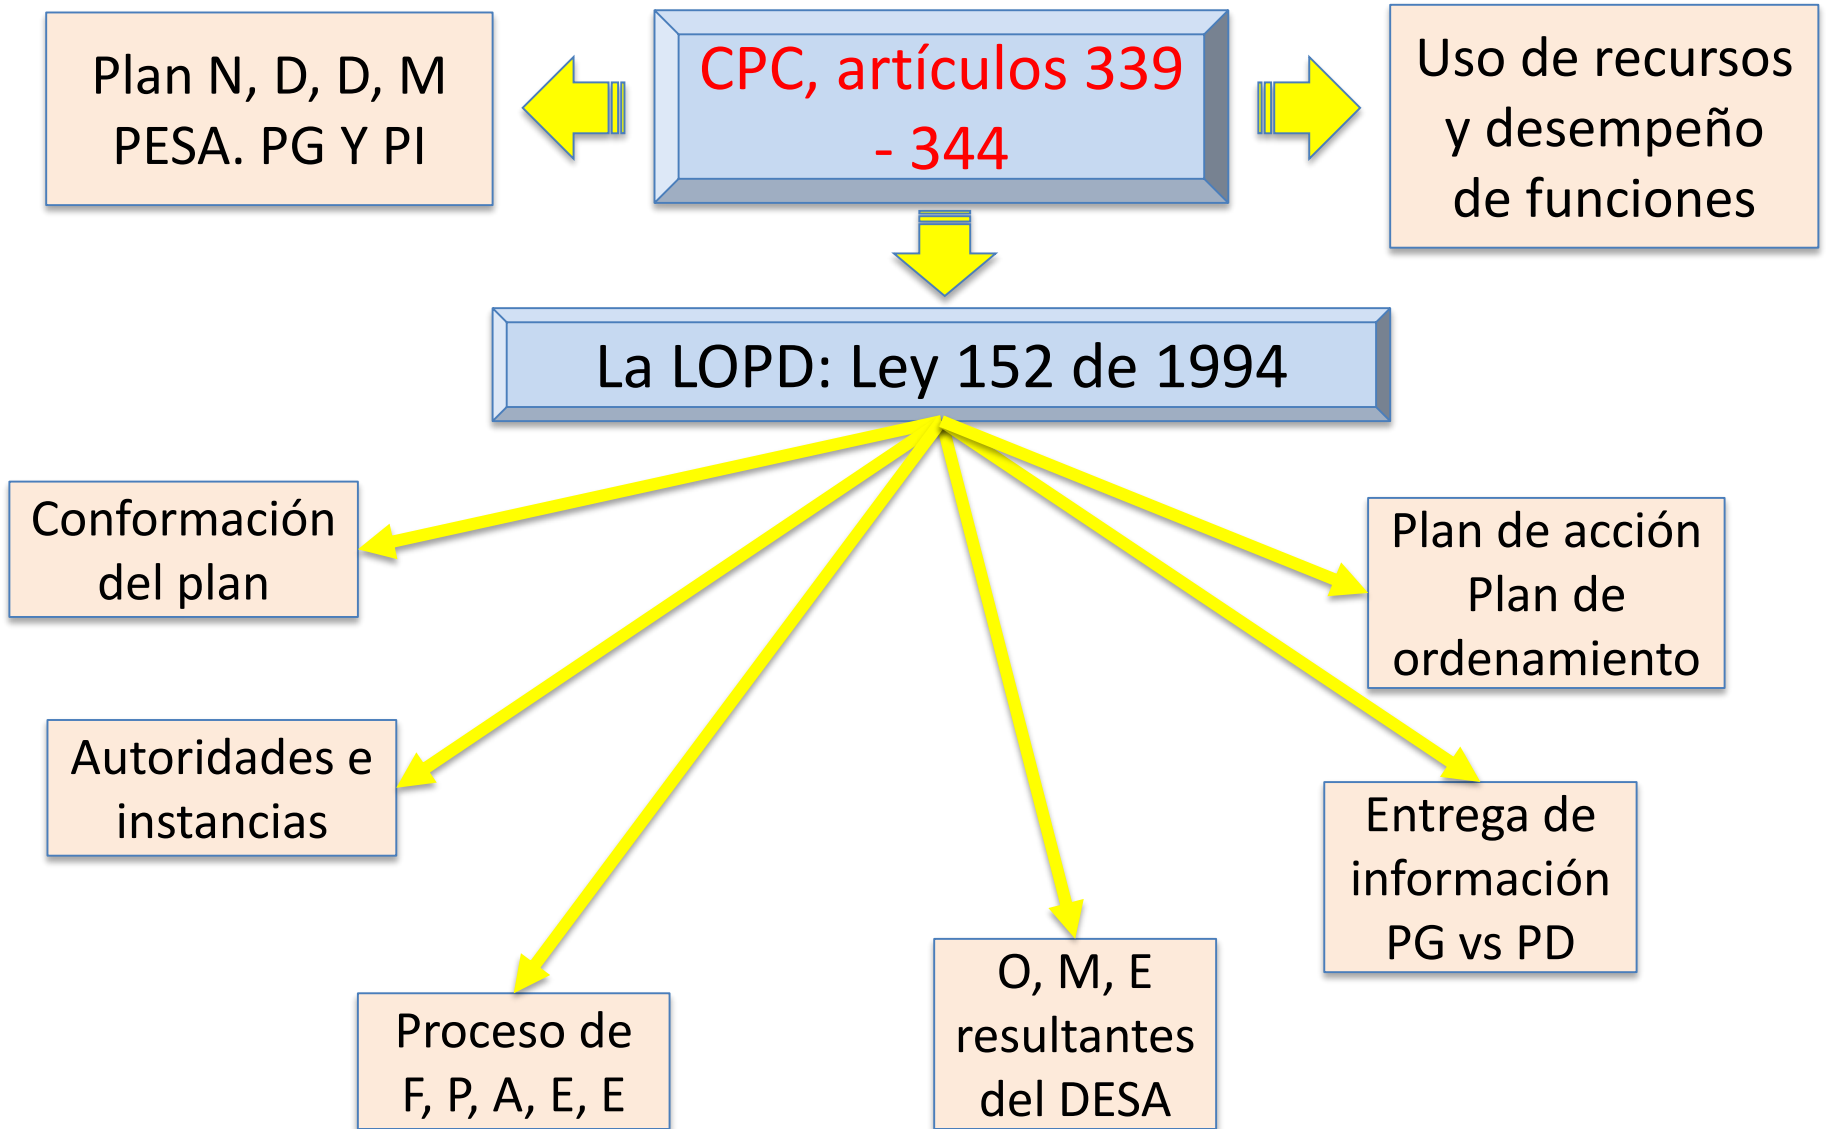 Plan N, D, D, M
PESA. PG Y PI
CPC, artículos 339
- 344
Uso de recursos
y desempeño
de funciones
La LOPD: Ley 152 de 1994
Conformación
del plan
Plan de acción
Plan de
ordenamiento
Autoridades e
instancias
Entrega de
información
PG vs PD
Proceso de
F, P, A, E, E
O, M, E
resultantes
del DESA